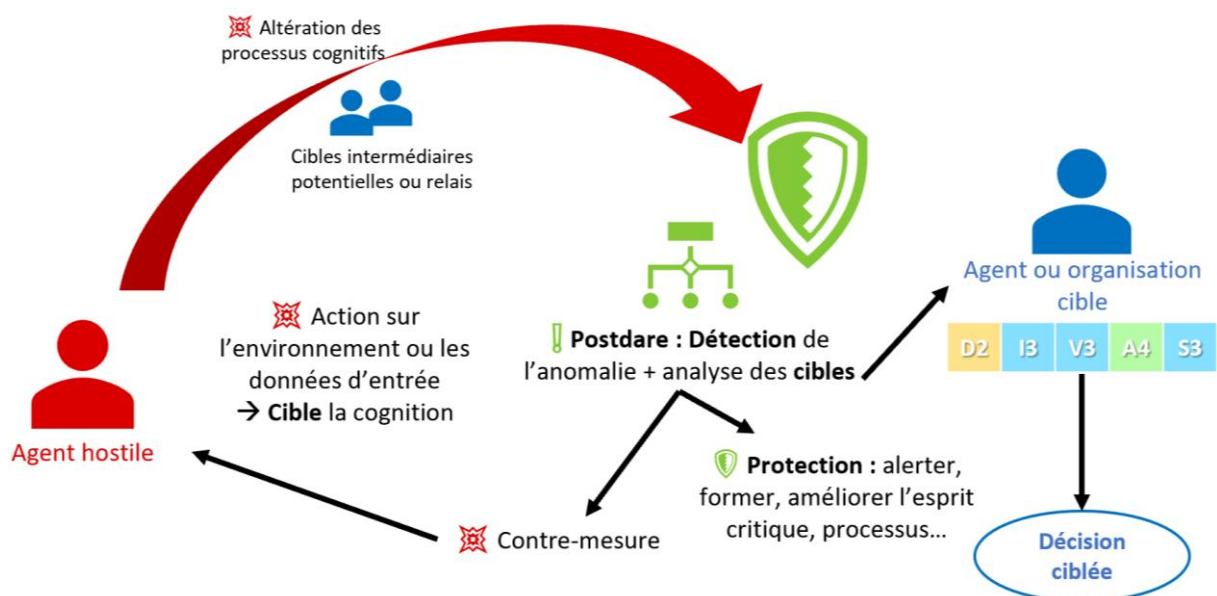 Altération des
processus cognitifs
Cibles intermédiaires
potentielles ou relais
Agent hostile
Action sur
l’environnement ou les
données d’entrée
→ Cible la cognition
Postdare : Détection de
l’anomalie + analyse des cibles
Protection : alerter,
former, améliorer l’esprit
critique, processus…
Contre-mesure
Agent ou organisation
cible
D2 I3 V3 A4 S3
Décision
ciblée